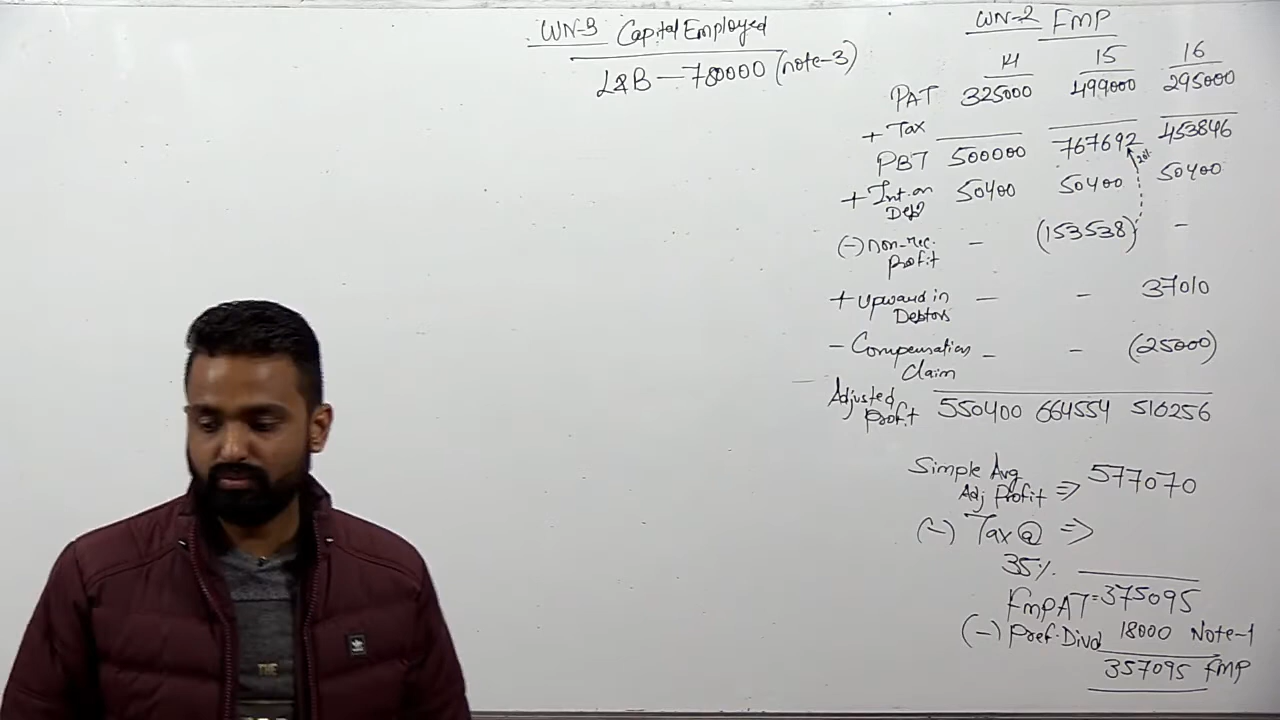 WN-3 Capital Employed
L&B — 780000 (note-3)
WN-2 FMP
14 15 16
PAT 325000 499000 295000
+ Tax
PBT 500000 767692 453846
20%
+ Int. on 50400 50400 50400
(-) non-rec. - (153538) -
profit
+ Upward in - - 37010
Debtors
- Compensation - - (25000)
Claim
Adjusted
Profit 550400 664554 516256
Simple Avg
Adj Profit => 577070
(-) Tax @ =>
35%
FMPAT = 375095
(-) Pref. Divd 18000 Note-1
357095 FMP
THE